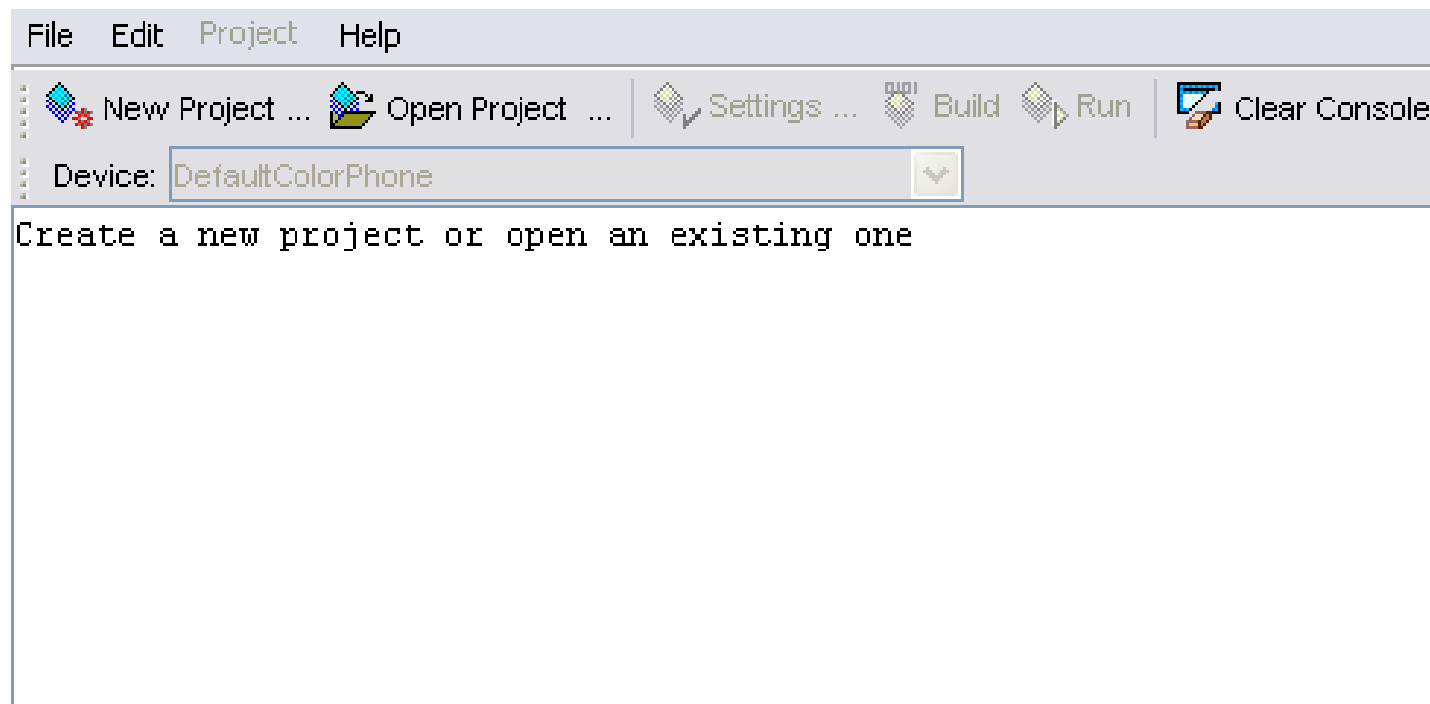 File Edit Project Help
New Project ... Open Project ... Settings ... Build Run Clear Console
Device: DefaultColorPhone
Create a new project or open an existing one